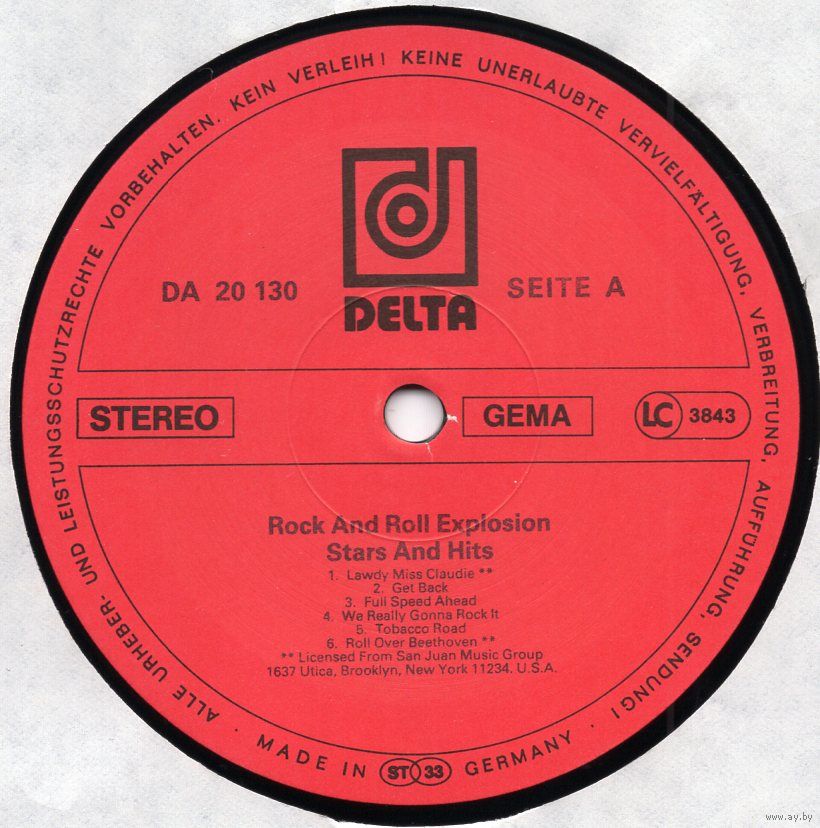 ALLE URHEBER- UND LEISTUNGSSCHUTZRECHTE VORBEHALTEN. KEIN VERLEIH! KEINE UNERLAUBTE VERVIELFÄLTIGUNG, VERBREITUNG, AUFFÜHRUNG, SENDUNG!
DA 20 130
DELTA
SEITE A
STEREO
GEMA
LC 3843
Rock And Roll Explosion
Stars And Hits
1. Lawdy Miss Claudie **
2. Get Back
3. Full Speed Ahead
4. We Really Gonna Rock It
5. Tobacco Road
6. Roll Over Beethoven **
** Licensed From San Juan Music Group
1637 Utica, Brooklyn, New York 11234. U.S.A.
· MADE IN ST 33 GERMANY ·
www.ay.by